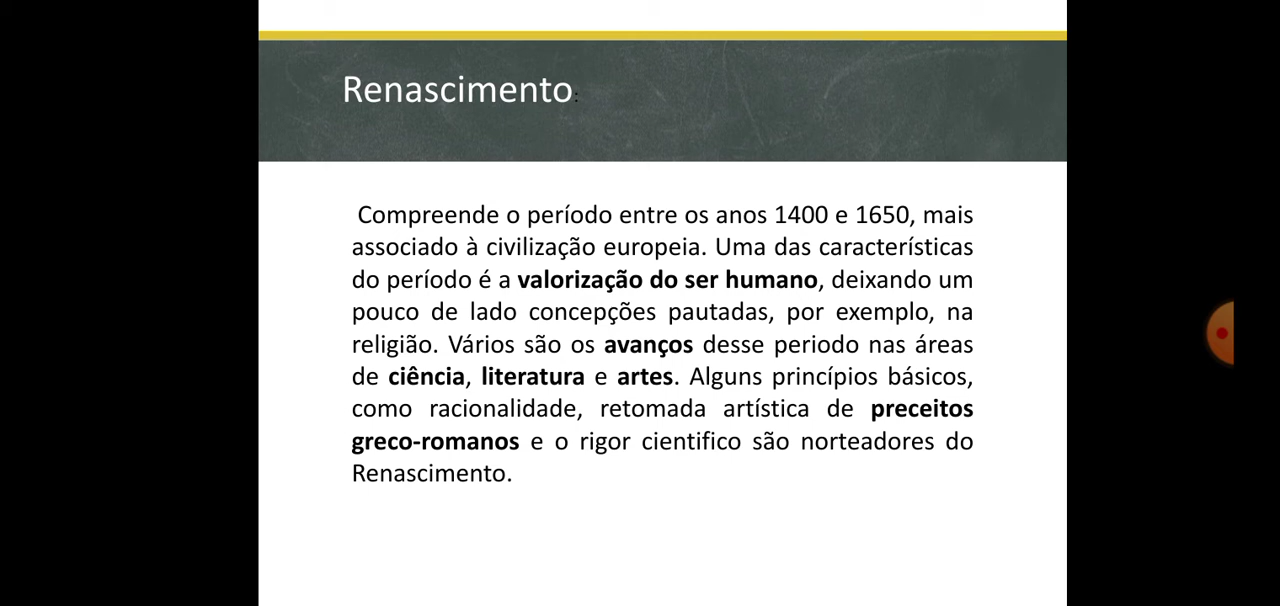 Renascimento:
Compreende o período entre os anos 1400 e 1650, mais
associado à civilização europeia. Uma das características
do período é a valorização do ser humano, deixando um
pouco de lado concepções pautadas, por exemplo, na
religião. Vários são os avanços desse periodo nas áreas
de ciência, literatura e artes. Alguns princípios básicos,
como racionalidade, retomada artística de preceitos
greco-romanos e o rigor cientifico são norteadores do
Renascimento.